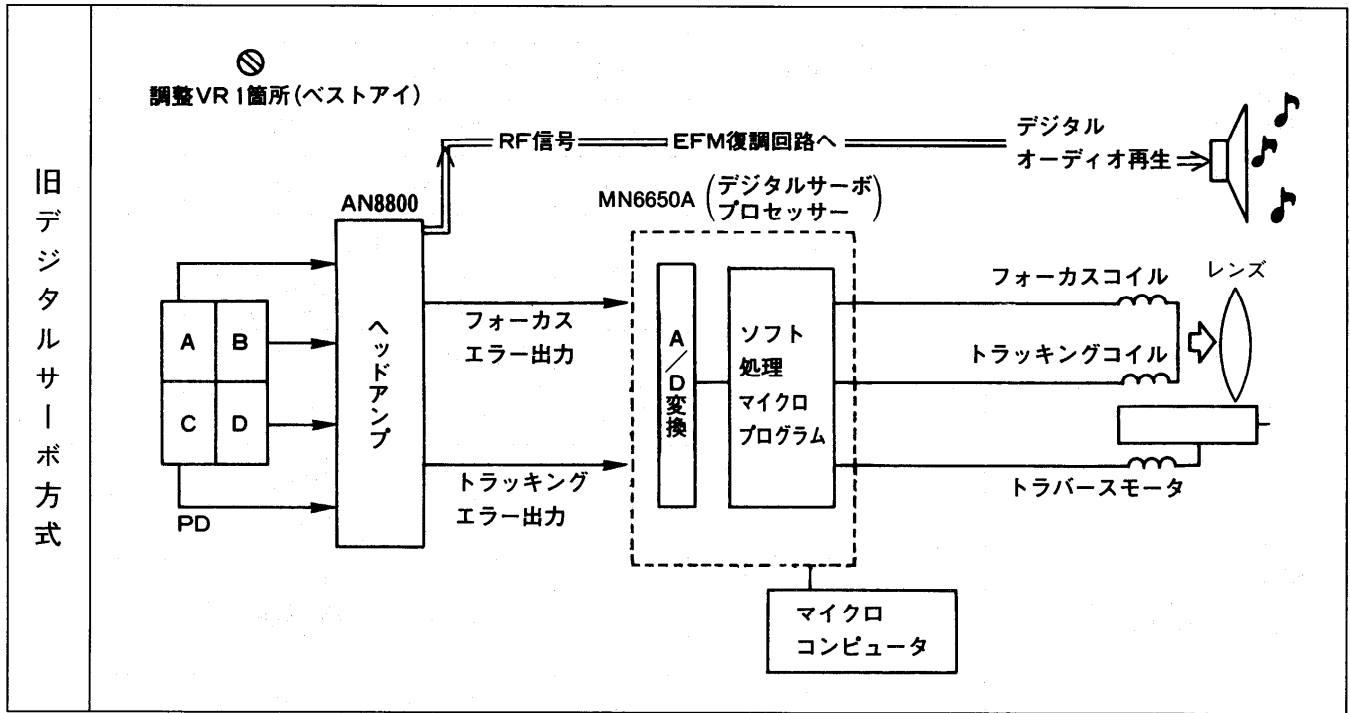 旧デジタルサーボ方式
調整VR1箇所(ベストアイ)
RF信号
EFM復調回路へ
デジタル
オーディオ再生
AN8800
MN6650A
(デジタルサーボ
プロセッサー)
ヘッドアンプ
A
B
C
D
PD
フォーカス
エラー出力
トラッキング
エラー出力
A/D変換
ソフト
処理
マイクロ
プログラム
フォーカスコイル
レンズ
トラッキングコイル
トラバースモータ
マイクロ
コンピュータ